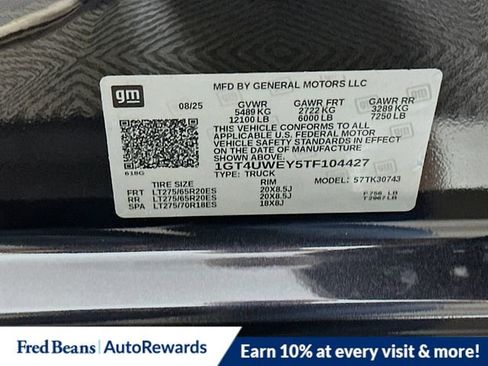 gm
MFD BY GENERAL MOTORS LLC
08/25 GVWR GAWR FRT GAWR RR
5489 KG 2722 KG 3289 KG
12100 LB 6000 LB 7250 LB
THIS VEHICLE CONFORMS TO ALL
APPLICABLE U.S. FEDERAL MOTOR
VEHICLE SAFETY STANDARDS
IN EFFECT ON THE DATE OF
MANUFACTURE SHOWN ABOVE.
1GT4UWEY5TF104427
618G TYPE: TRUCK
TIRE SIZE RIM MODEL: 57TK30743
FRT LT275/65R20ES 20X8.5J
RR LT275/65R20ES 20X8.5J
SPA LT275/70R18ES 18X8J
Fred Beans AutoRewards
Earn 10% at every visit & more!